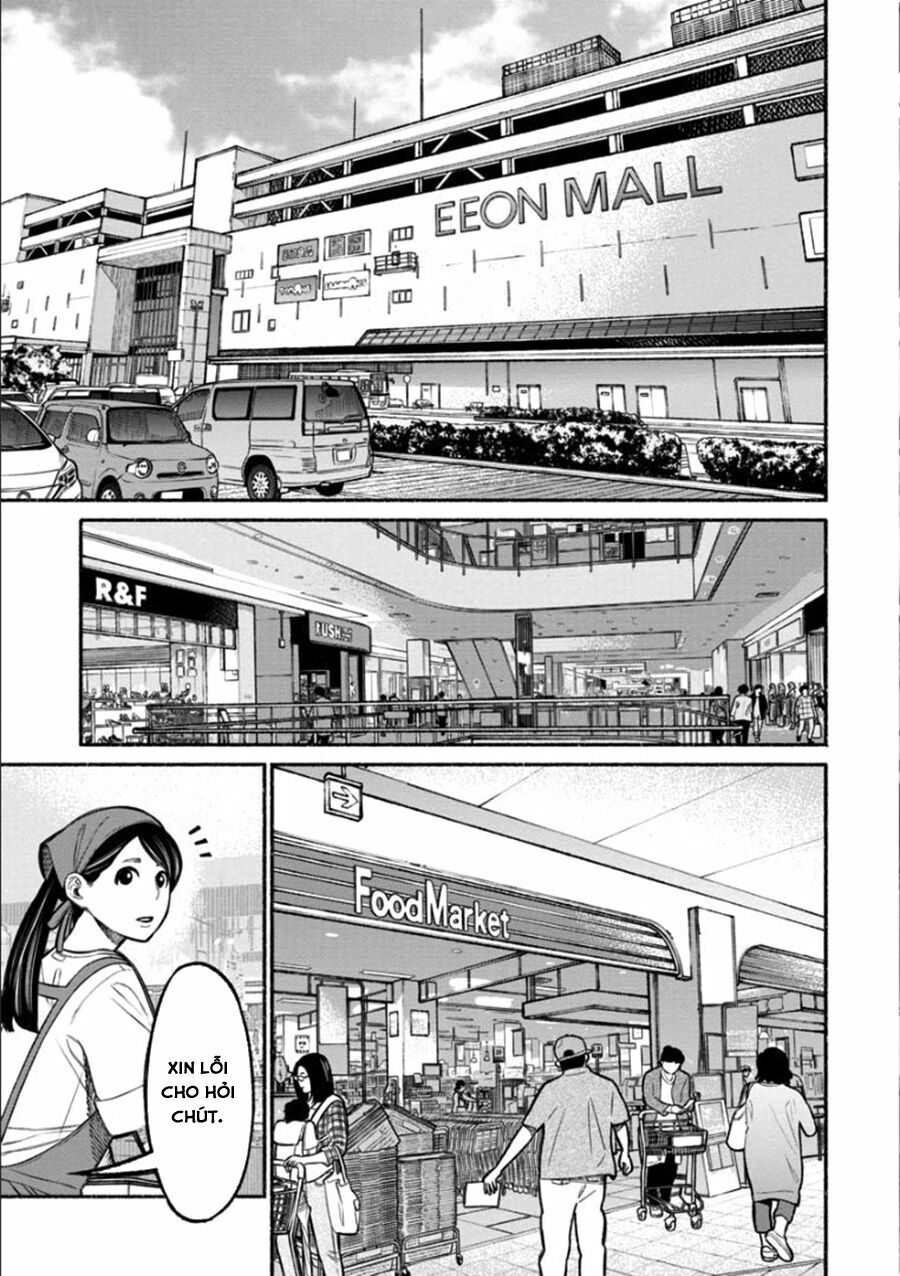 EEON MALL
R&F
RUSH
Food Market
XIN LỖI
CHO HỎI
CHÚT.